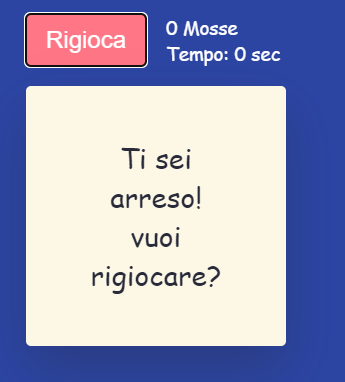 Rigioca
0 Mosse
Tempo: 0 sec
Ti sei
arreso!
vuoi
rigiocare?